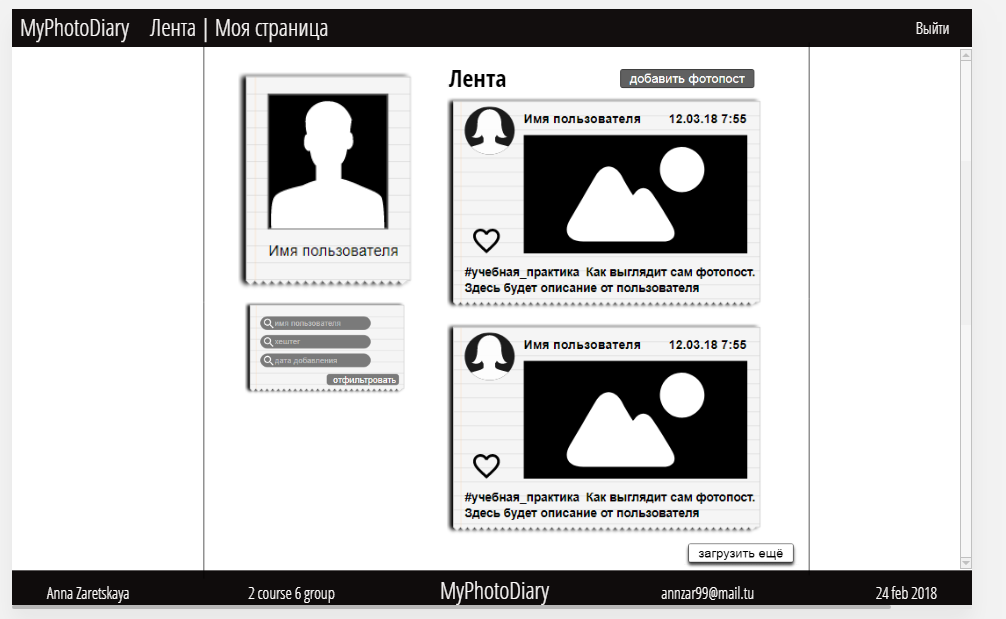 MyPhotoDiary Лента | Моя страница Выйти
Имя пользователя
имя пользователя
хештег
дата добавления
отфильтровать
Лента добавить фотопост
Имя пользователя 12.03.18 7:55
#учебная_практика Как выглядит сам фотопост.
Здесь будет описание от пользователя
Имя пользователя 12.03.18 7:55
#учебная_практика Как выглядит сам фотопост.
Здесь будет описание от пользователя
загрузить ещё
Anna Zaretskaya 2 course 6 group MyPhotoDiary annzar99@mail.tu 24 feb 2018